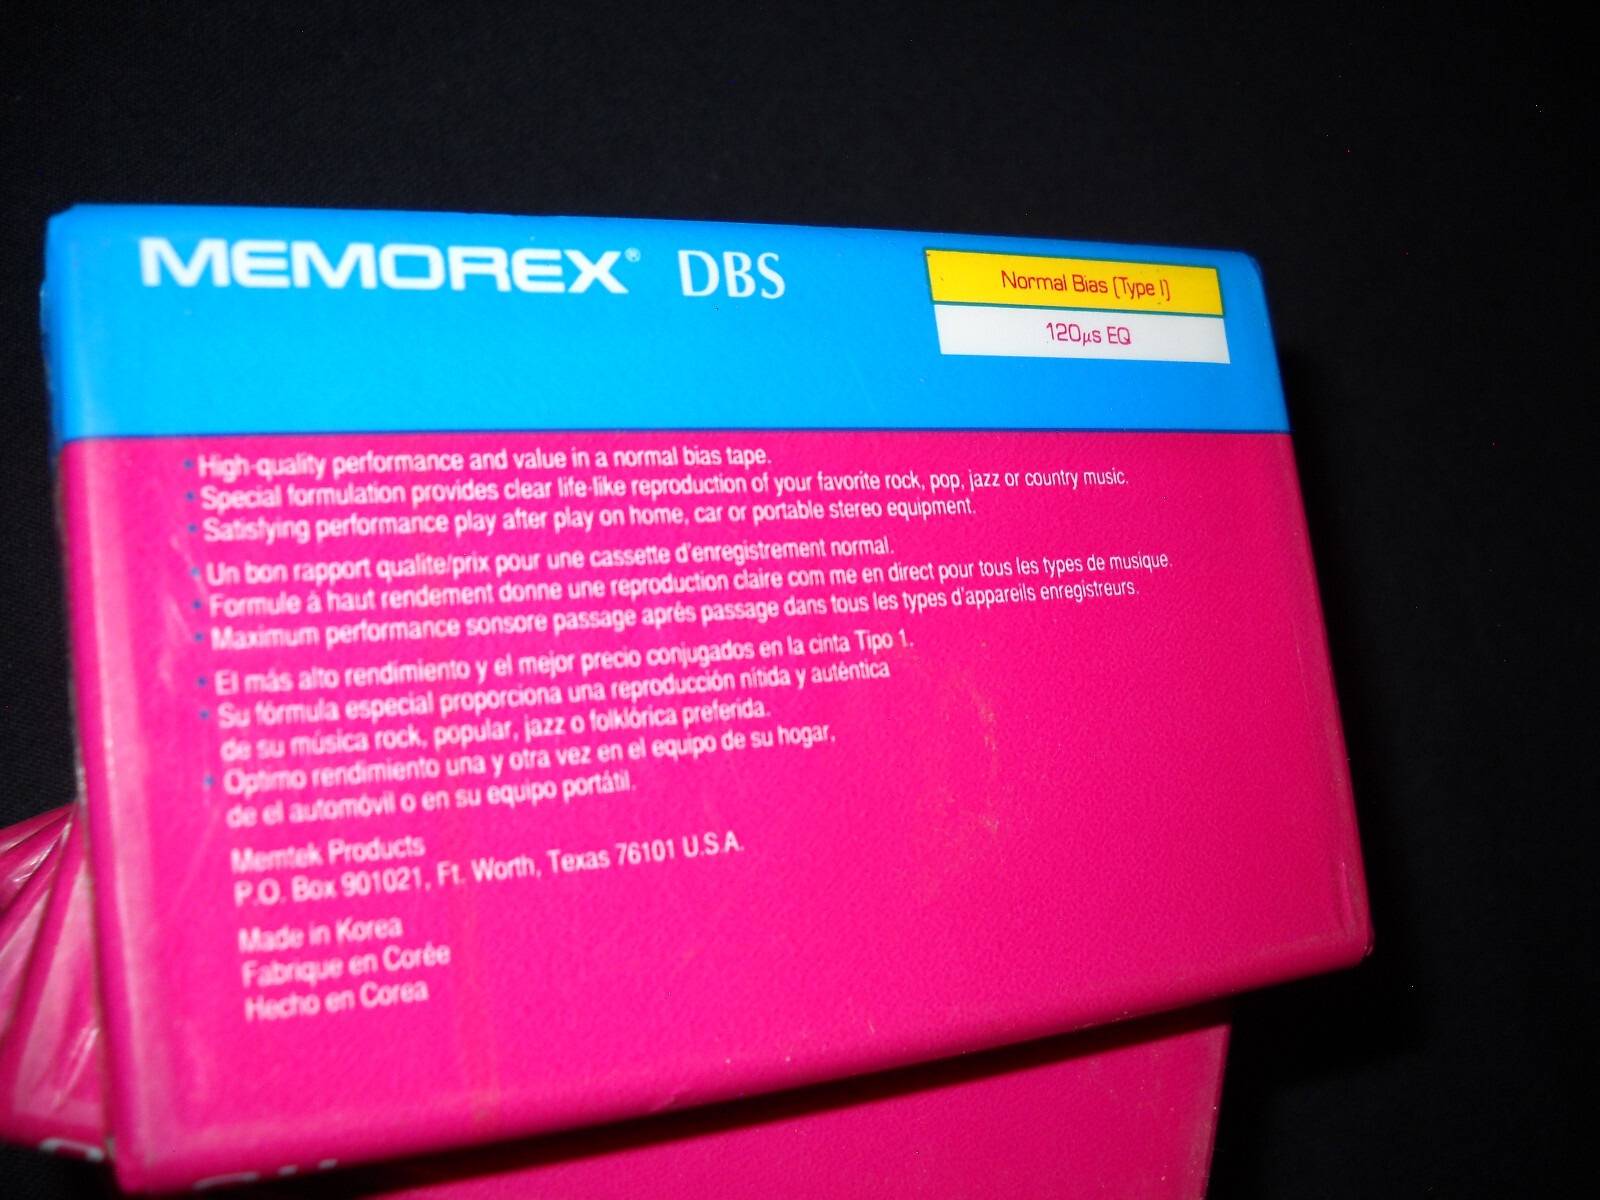 MEMOREX® DBS
Normal Bias (Type I)
120µs EQ
• High-quality performance and value in a normal bias tape.
• Special formulation provides clear life-like reproduction of your favorite rock, pop, jazz or country music.
• Satisfying performance play after play on home, car or portable stereo equipment.
• Un bon rapport qualite/prix pour une cassette d'enregistrement normal.
• Formule à haut rendement donne une reproduction claire com me en direct pour tous les types de musique.
• Maximum performance sonsore passage aprés passage dans tous les types d'appareils enregistreurs.
• El más alto rendimiento y el mejor precio conjugados en la cinta Tipo 1.
• Su fórmula especial proporciona una reproducción nítida y auténtica
de su música rock, popular, jazz o folklórica preferida.
• Optimo rendimiento una y otra vez en el equipo de su hogar,
de el automóvil o en su equipo portátil.
Memtek Products
P.O. Box 901021, Ft. Worth, Texas 76101 U.S.A.
Made in Korea
Fabrique en Corée
Hecho en Corea